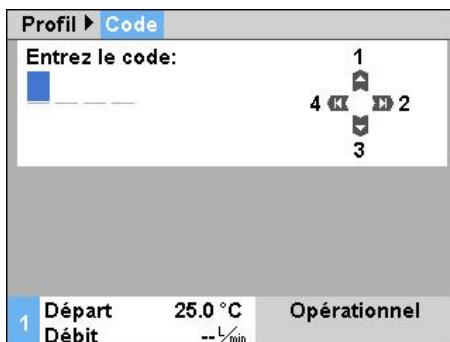 Profil ▶ Code
Entrez le code:
1
4 2
3
1
Départ 25.0 °C Opérationnel
Débit -- L/min